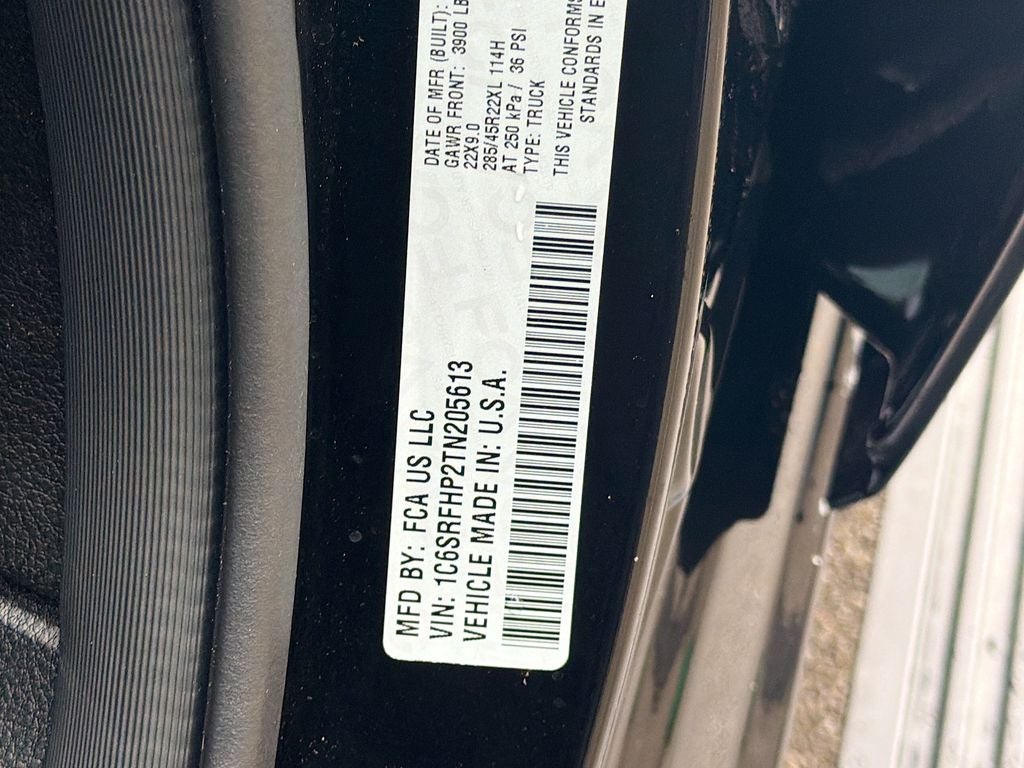 MFD BY: FCA US LLC
VIN: 1C6SRFHP2TN205613
VEHICLE MADE IN: U.S.A.
DATE OF MFR (BUILT):
GAWR FRONT: 3900 LB
22X9.0
285/45R22XL 114H
AT 250 kPa / 36 PSI
TYPE: TRUCK
THIS VEHICLE CONFORMS
STANDARDS IN E